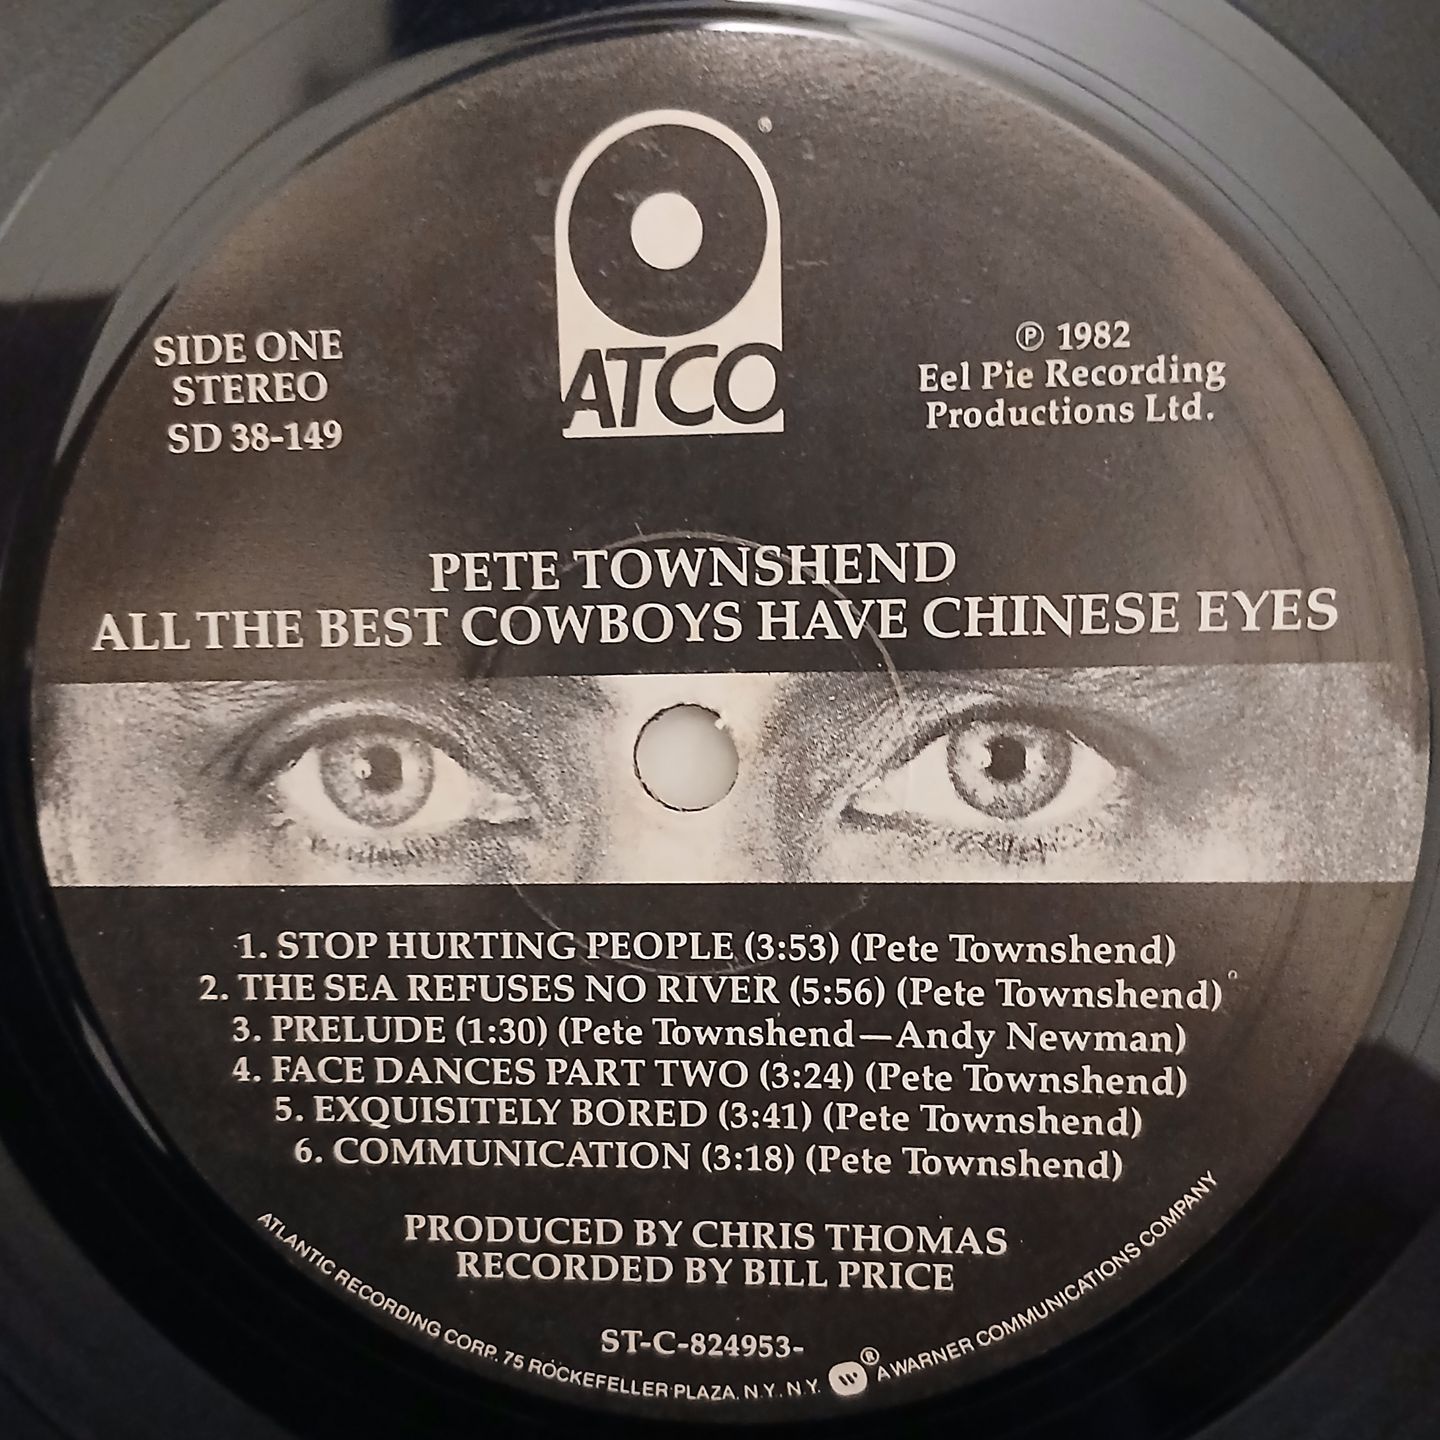 ®
ATCO
SIDE ONE
STEREO
SD 38-149
℗ 1982
Eel Pie Recording
Productions Ltd.
PETE TOWNSHEND
ALL THE BEST COWBOYS HAVE CHINESE EYES
1. STOP HURTING PEOPLE (3:53) (Pete Townshend)
2. THE SEA REFUSES NO RIVER (5:56) (Pete Townshend)
3. PRELUDE (1:30) (Pete Townshend—Andy Newman)
4. FACE DANCES PART TWO (3:24) (Pete Townshend)
5. EXQUISITELY BORED (3:41) (Pete Townshend)
6. COMMUNICATION (3:18) (Pete Townshend)
PRODUCED BY CHRIS THOMAS
RECORDED BY BILL PRICE
ST-C-824953-
ATLANTIC RECORDING CORP. 75 ROCKEFELLER PLAZA, N.Y., N.Y. ® A WARNER COMMUNICATIONS COMPANY